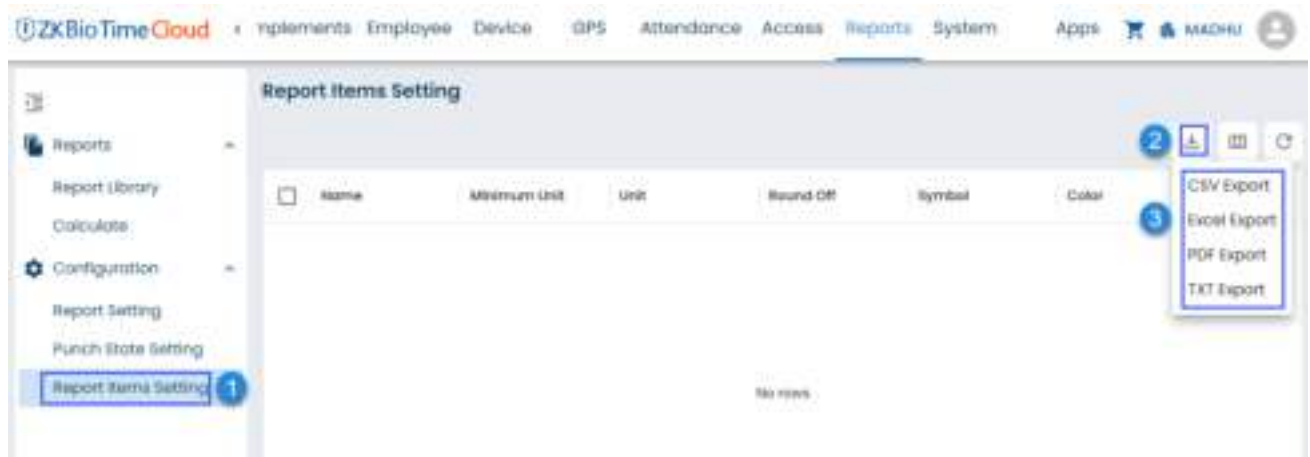 ZKBioTime Cloud
mplements Employee Device GPS Attendance Access Reports System Apps MADHU
Report Items Setting
Reports
Report Library
Calculate
Configuration
Report Setting
Punch State Setting
Report Items Setting 1
2
Name Minimum Unit Unit Round Off Symbol Color
CSV Export
3 Excel Export
PDF Export
TXT Export
No rows